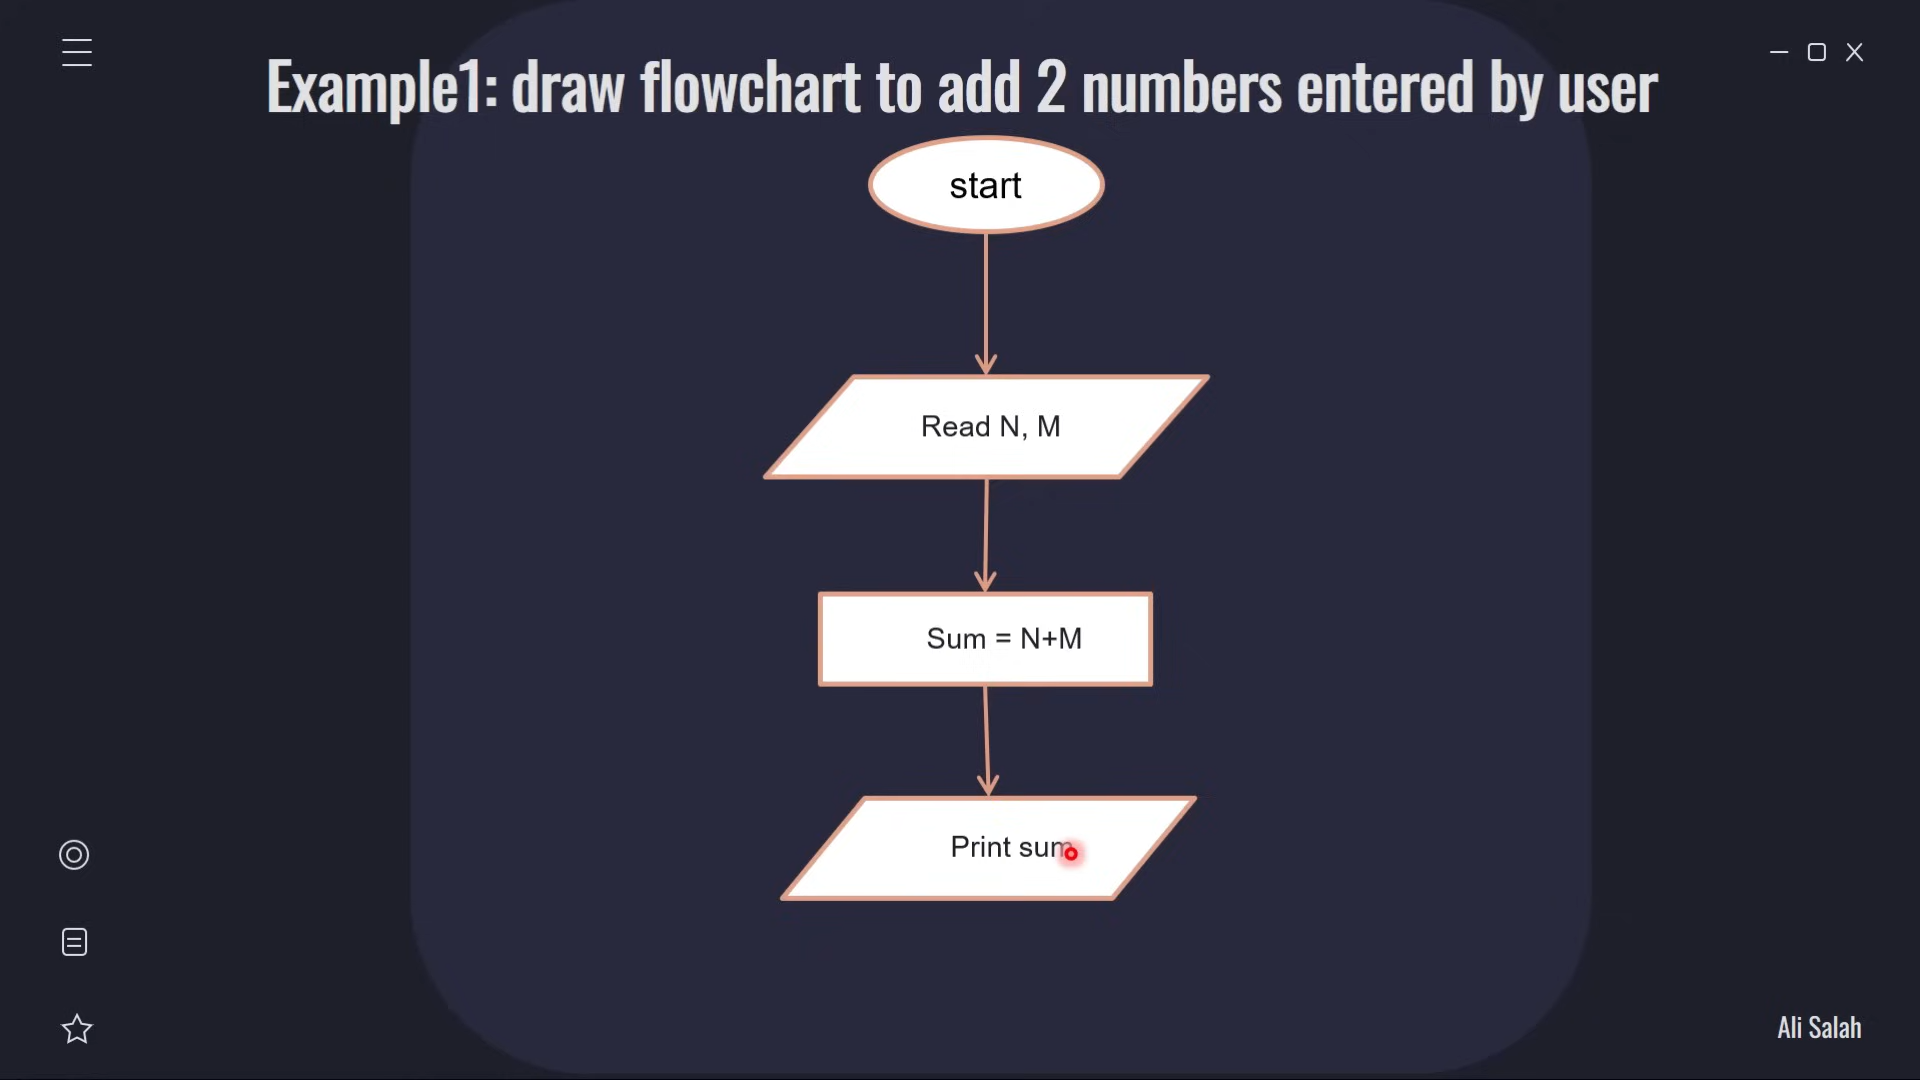 Example1: draw flowchart to add 2 numbers entered by user
start
Read N, M
Sum = N+M
Print sum
Ali Salah